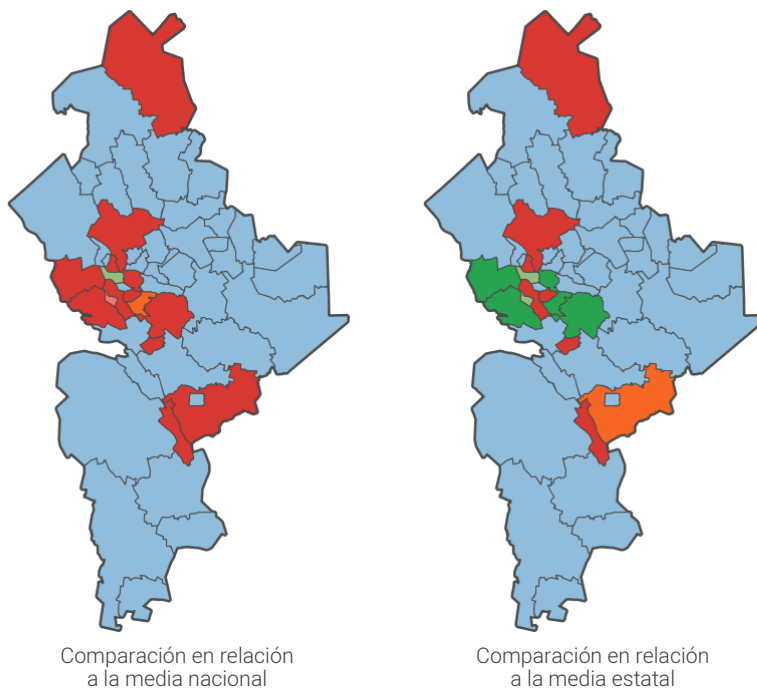 Comparación en relación
a la media nacional
Comparación en relación
a la media estatal